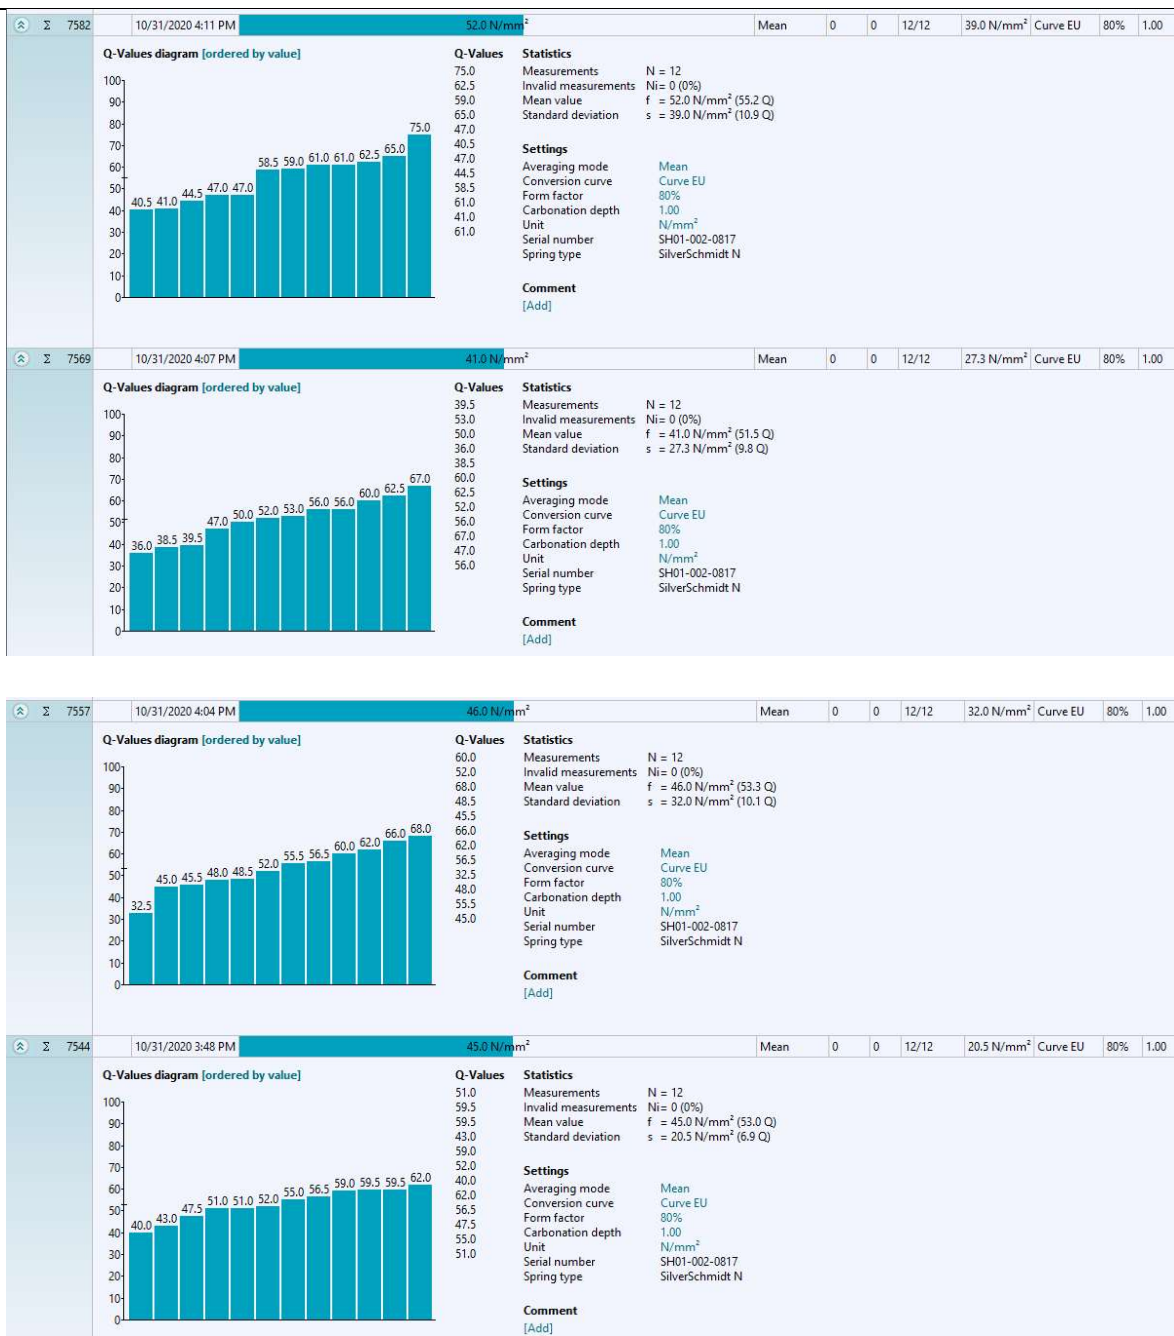 Σ 7582 10/31/2020 4:11 PM 52.0 N/mm² Mean 0 0 12/12 39.0 N/mm² Curve EU 80% 1.00
Q-Values diagram [ordered by value]
100
90
80
70
60
50
40
30
20
10
0
40.5 41.0 44.5 47.0 47.0 58.5 59.0 61.0 61.0 62.5 65.0 75.0
Q-Values
75.0
62.5
59.0
65.0
47.0
40.5
47.0
44.5
58.5
61.0
41.0
61.0
Statistics
Measurements N = 12
Invalid measurements Ni= 0 (0%)
Mean value f = 52.0 N/mm² (55.2 Q)
Standard deviation s = 39.0 N/mm² (10.9 Q)
Settings
Averaging mode Mean
Conversion curve Curve EU
Form factor 80%
Carbonation depth 1.00
Unit N/mm²
Serial number SH01-002-0817
Spring type SilverSchmidt N
Comment
[Add]
Σ 7569 10/31/2020 4:07 PM 41.0 N/mm² Mean 0 0 12/12 27.3 N/mm² Curve EU 80% 1.00
Q-Values diagram [ordered by value]
100
90
80
70
60
50
40
30
20
10
0
36.0 38.5 39.5 47.0 50.0 52.0 53.0 56.0 56.0 60.0 62.5 67.0
Q-Values
39.5
53.0
50.0
36.0
38.5
60.0
62.5
52.0
56.0
67.0
47.0
56.0
Statistics
Measurements N = 12
Invalid measurements Ni= 0 (0%)
Mean value f = 41.0 N/mm² (51.5 Q)
Standard deviation s = 27.3 N/mm² (9.8 Q)
Settings
Averaging mode Mean
Conversion curve Curve EU
Form factor 80%
Carbonation depth 1.00
Unit N/mm²
Serial number SH01-002-0817
Spring type SilverSchmidt N
Comment
[Add]
Σ 7557 10/31/2020 4:04 PM 46.0 N/mm² Mean 0 0 12/12 32.0 N/mm² Curve EU 80% 1.00
Q-Values diagram [ordered by value]
100
90
80
70
60
50
40
30
20
10
0
32.5 45.0 45.5 48.0 48.5 52.0 55.5 56.5 60.0 62.0 66.0 68.0
Q-Values
60.0
52.0
68.0
48.5
45.5
66.0
62.0
56.5
32.5
48.0
55.5
45.0
Statistics
Measurements N = 12
Invalid measurements Ni= 0 (0%)
Mean value f = 46.0 N/mm² (53.3 Q)
Standard deviation s = 32.0 N/mm² (10.1 Q)
Settings
Averaging mode Mean
Conversion curve Curve EU
Form factor 80%
Carbonation depth 1.00
Unit N/mm²
Serial number SH01-002-0817
Spring type SilverSchmidt N
Comment
[Add]
Σ 7544 10/31/2020 3:48 PM 45.0 N/mm² Mean 0 0 12/12 20.5 N/mm² Curve EU 80% 1.00
Q-Values diagram [ordered by value]
100
90
80
70
60
50
40
30
20
10
0
40.0 43.0 47.5 51.0 51.0 52.0 55.0 56.5 59.0 59.5 59.5 62.0
Q-Values
51.0
59.5
59.5
43.0
59.0
52.0
40.0
62.0
56.5
47.5
55.0
51.0
Statistics
Measurements N = 12
Invalid measurements Ni= 0 (0%)
Mean value f = 45.0 N/mm² (53.0 Q)
Standard deviation s = 20.5 N/mm² (6.9 Q)
Settings
Averaging mode Mean
Conversion curve Curve EU
Form factor 80%
Carbonation depth 1.00
Unit N/mm²
Serial number SH01-002-0817
Spring type SilverSchmidt N
Comment
[Add]